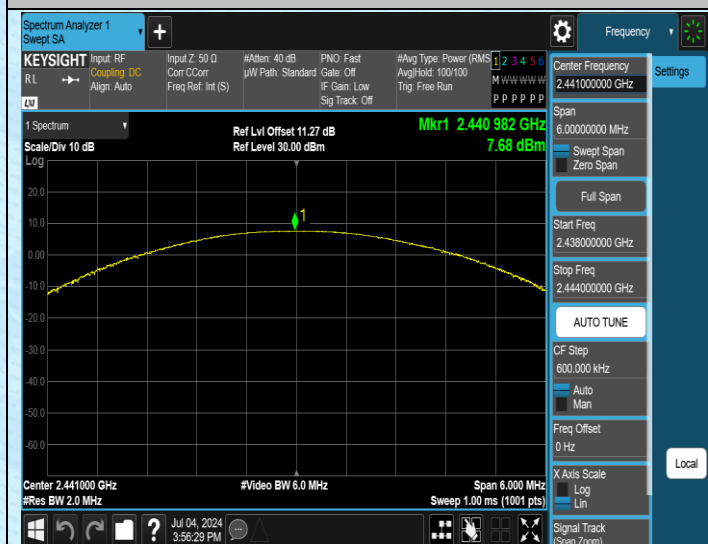 Spectrum Analyzer 1
Swept SA
Frequency
KEYSIGHT
RL
LXI
Input: RF
Coupling: DC
Align: Auto
Input Z: 50 Ω
Corr CCorr
Freq Ref: Int (S)
#Atten: 40 dB
µW Path: Standard
PNO: Fast
Gate: Off
IF Gain: Low
Sig Track: Off
#Avg Type: Power (RMS
Avg|Hold: 100/100
Trig: Free Run
1 2 3 4 5 6
M W W W W W
P P P P P P
1 Spectrum
Scale/Div 10 dB
Log
Ref Lvl Offset 11.27 dB
Ref Level 30.00 dBm
Mkr1 2.440 982 GHz
7.68 dBm
1
20.0
10.0
0.00
-10.0
-20.0
-30.0
-40.0
-50.0
-60.0
Center 2.441000 GHz
#Res BW 2.0 MHz
#Video BW 6.0 MHz
Span 6.000 MHz
Sweep 1.00 ms (1001 pts)
Center Frequency
2.441000000 GHz
Settings
Span
6.00000000 MHz
Swept Span
Zero Span
Full Span
Start Freq
2.438000000 GHz
Stop Freq
2.444000000 GHz
AUTO TUNE
CF Step
600.000 kHz
Auto
Man
Freq Offset
0 Hz
X Axis Scale
Log
Lin
Local
Signal Track
(Span Zoom)
?
Jul 04, 2024
3:56:29 PM